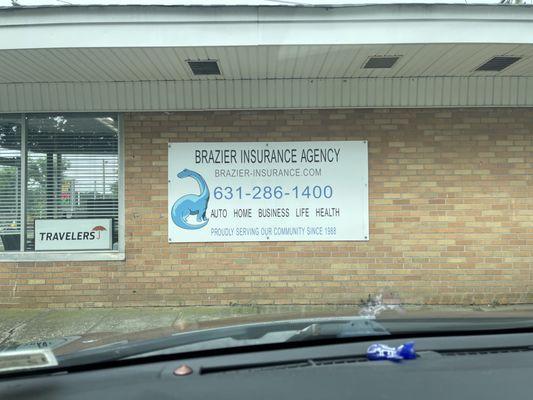 BRAZIER INSURANCE AGENCY
BRAZIER-INSURANCE.COM
631-286-1400
AUTO HOME BUSINESS LIFE HEALTH
PROUDLY SERVING OUR COMMUNITY SINCE 1988
TRAVELERS